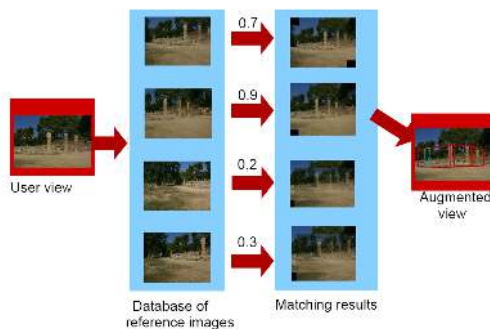 0.7
0.9
0.2
0.3
User view
Augmented
view
Database of
reference images
Matching results